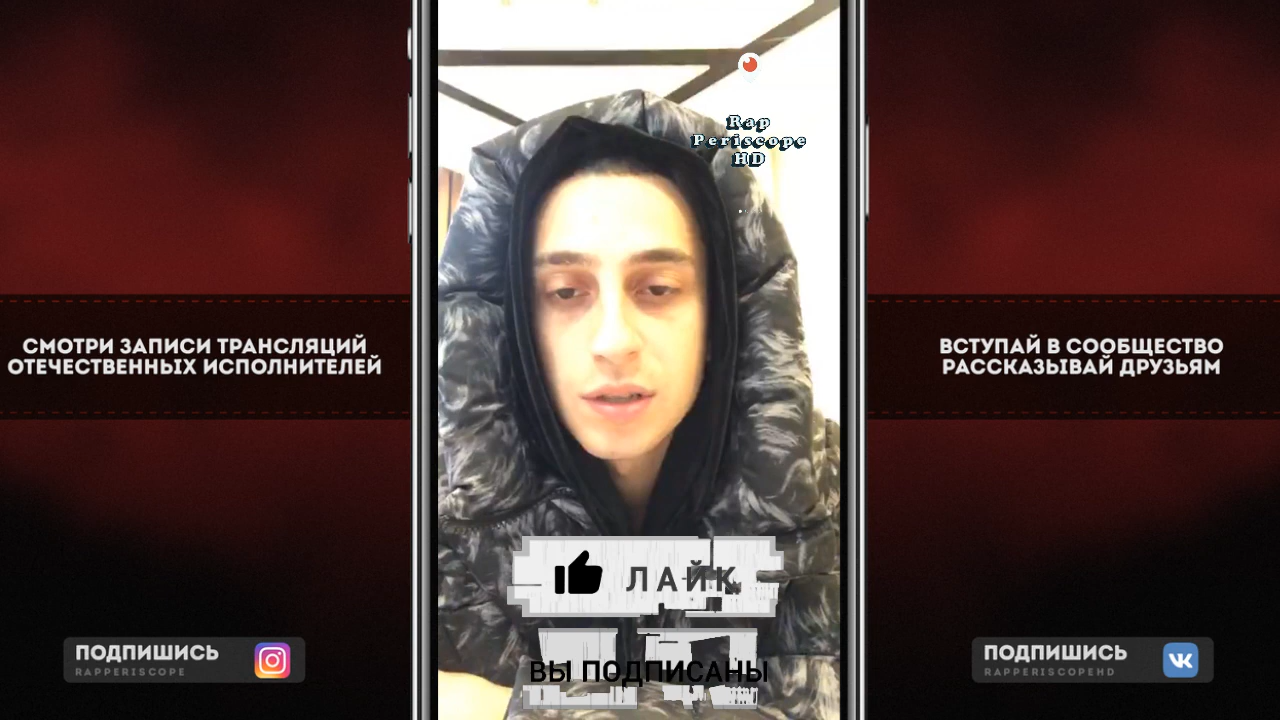 Rap
Periscope
HD
СМОТРИ ЗАПИСИ ТРАНСЛЯЦИЙ
ОТЕЧЕСТВЕННЫХ ИСПОЛНИТЕЛЕЙ
ВСТУПАЙ В СООБЩЕСТВО
РАССКАЗЫВАЙ ДРУЗЬЯМ
ЛАЙК
ВЫ ПОДПИСАНЫ
ПОДПИШИСЬ
RAPPERISCOPE
ПОДПИШИСЬ
RAPPERISCOPEHD